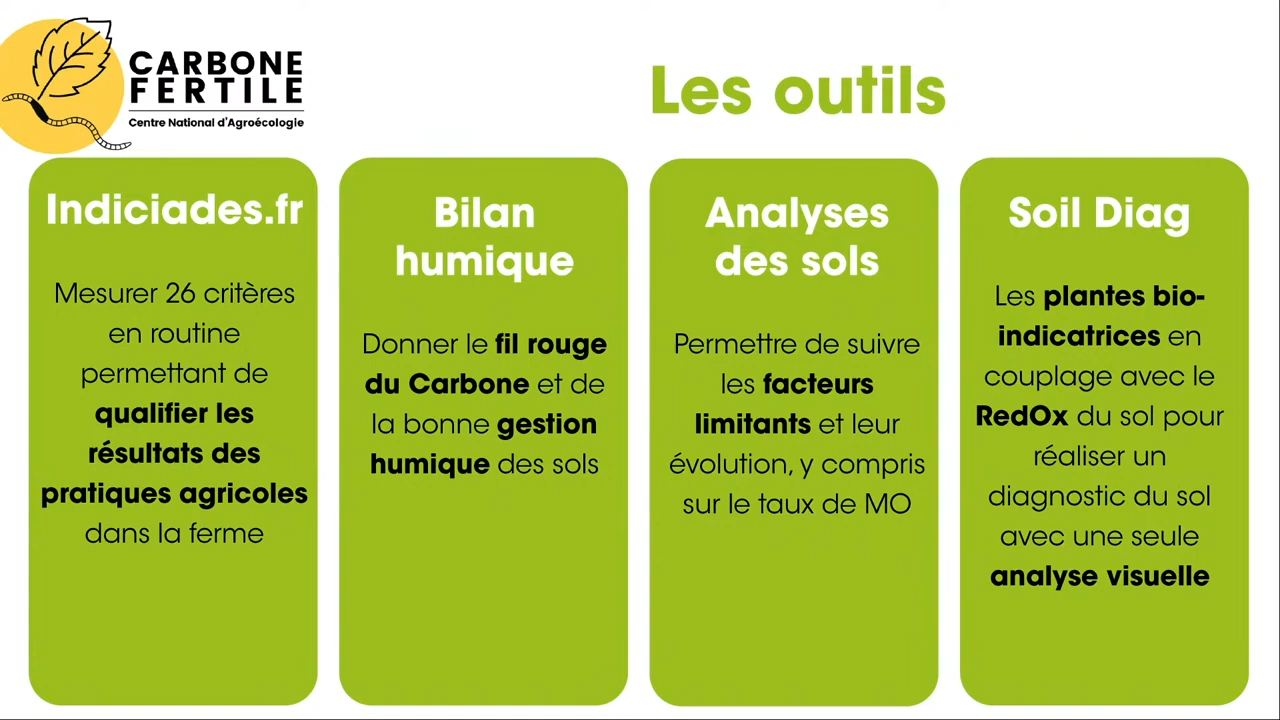 CARBONE
FERTILE
Centre National d'Agroécologie
Les outils
Indiciades.fr
Mesurer 26 critères
en routine
permettant de
qualifier les
résultats des
pratiques agricoles
dans la ferme
Bilan
humique
Donner le fil rouge
du Carbone et de
la bonne gestion
humique des sols
Analyses
des sols
Permettre de suivre
les facteurs
limitants et leur
évolution, y compris
sur le taux de MO
Soil Diag
Les plantes bio-
indicatrices en
couplage avec le
RedOx du sol pour
réaliser un
diagnostic du sol
avec une seule
analyse visuelle